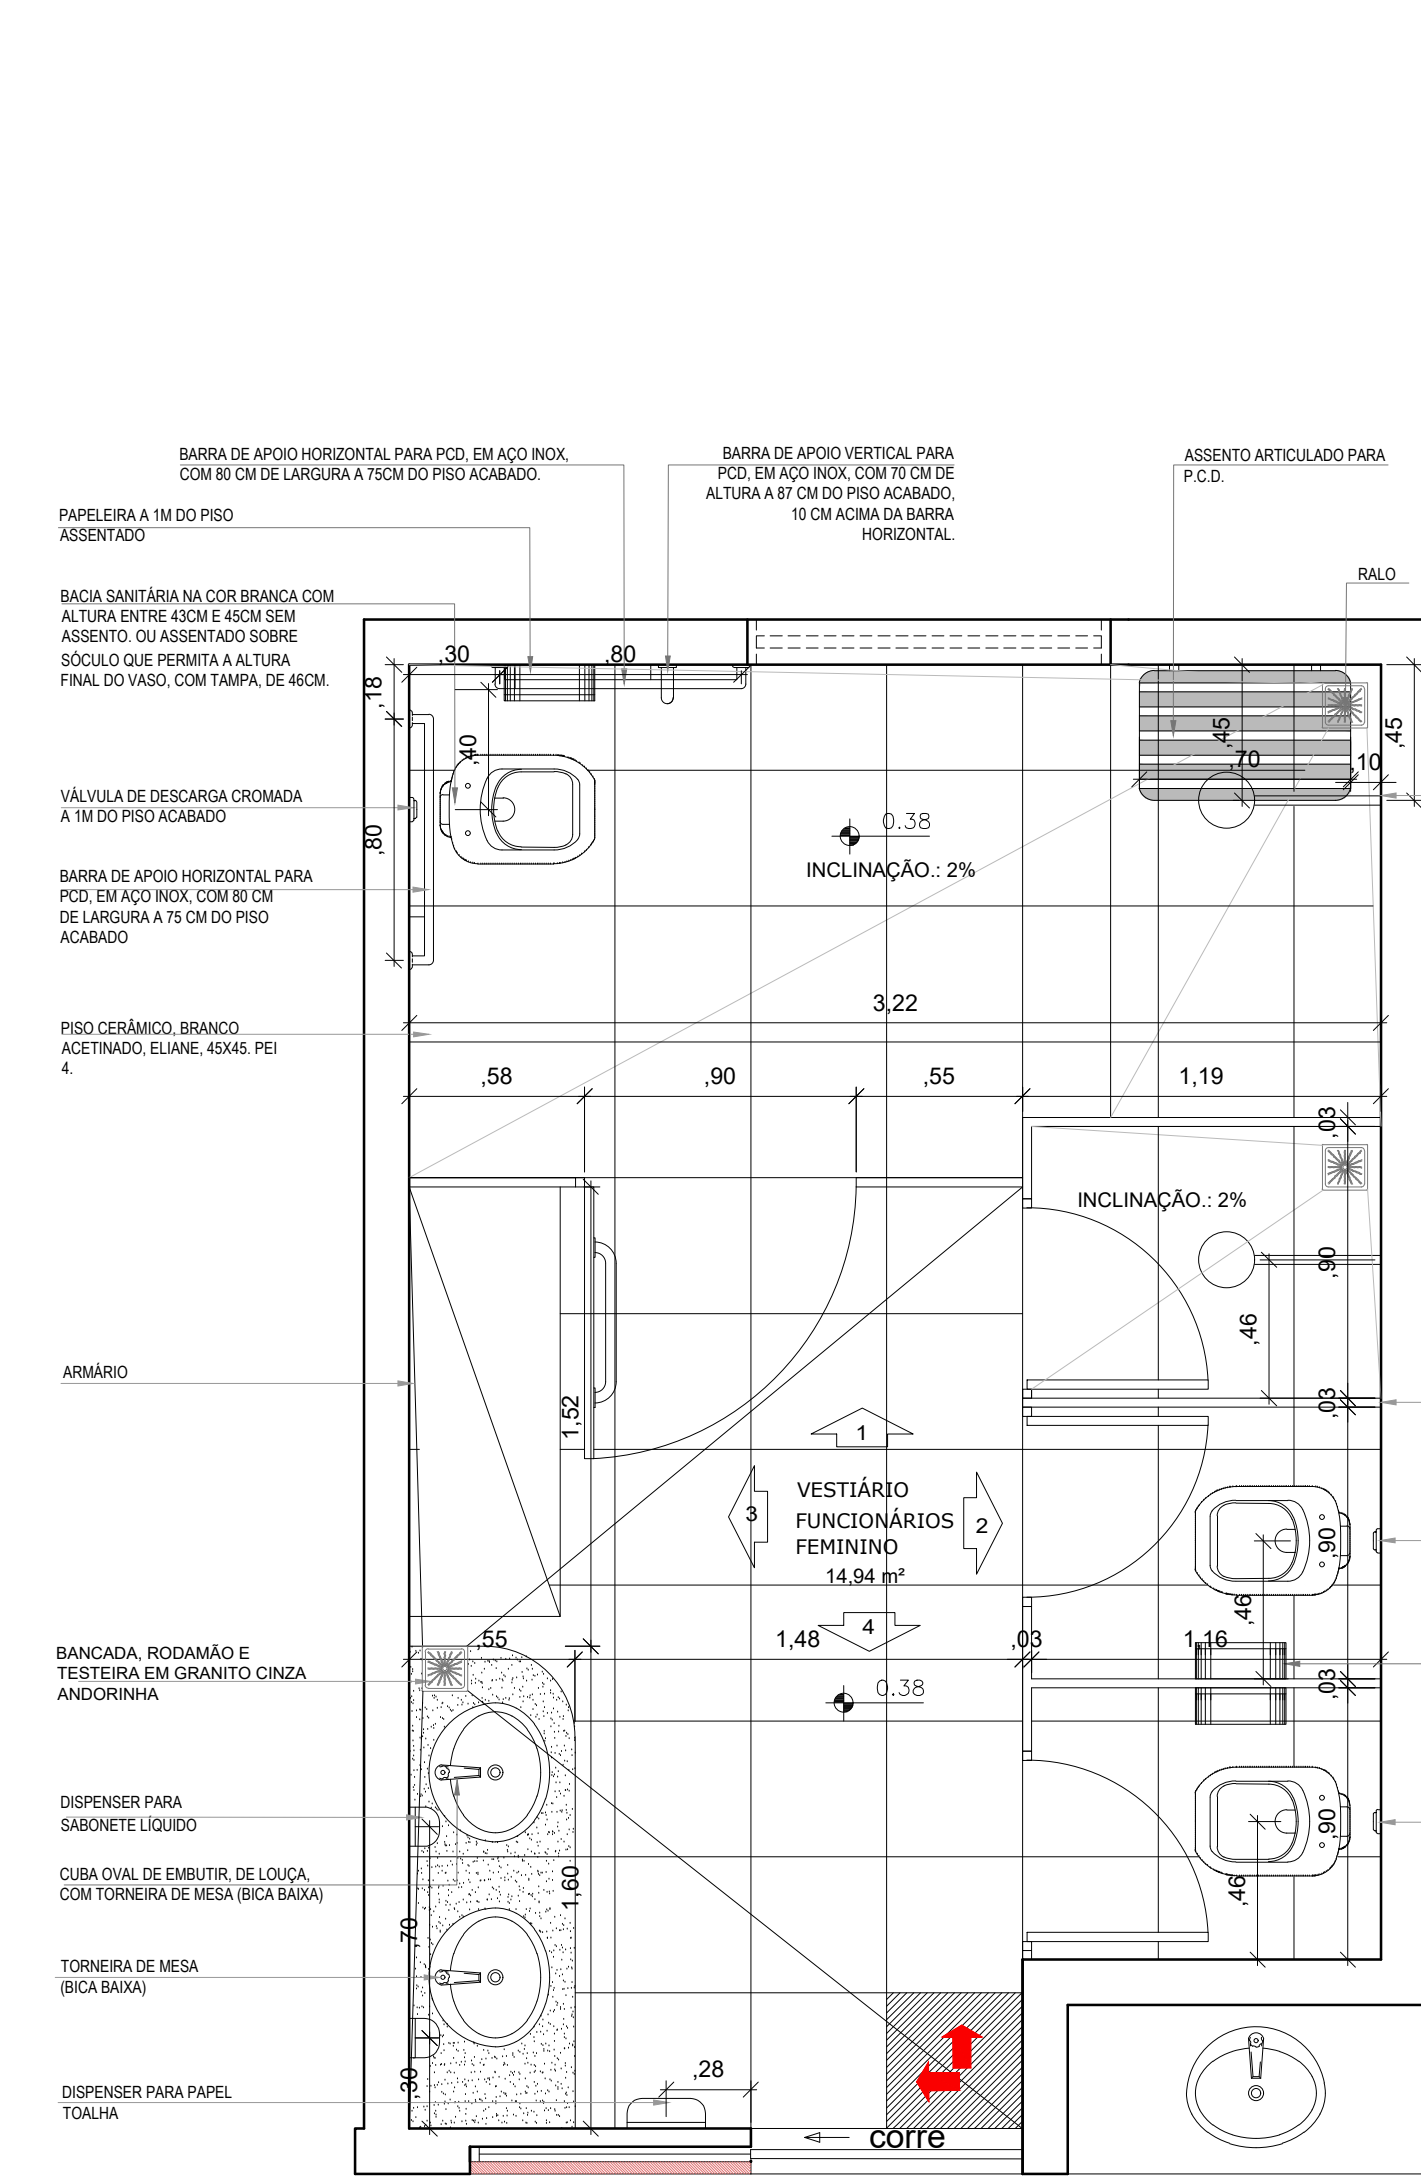 BARRA DE APOIO HORIZONTAL PARA PCD, EM AÇO INOX,
COM 80 CM DE LARGURA A 75CM DO PISO ACABADO.
BARRA DE APOIO VERTICAL PARA
PCD, EM AÇO INOX, COM 70 CM DE
ALTURA A 87 CM DO PISO ACABADO,
10 CM ACIMA DA BARRA
HORIZONTAL.
ASSENTO ARTICULADO PARA
P.C.D.
PAPELEIRA A 1M DO PISO
ASSENTADO
RALO
BACIA SANITÁRIA NA COR BRANCA COM
ALTURA ENTRE 43CM E 45CM SEM
ASSENTO. OU ASSENTADO SOBRE
SÓCULO QUE PERMITA A ALTURA
FINAL DO VASO, COM TAMPA, DE 46CM.
,30
,80
,18
,40
,45
,45
,70
,10
VÁLVULA DE DESCARGA CROMADA
A 1M DO PISO ACABADO
,80
0.38
INCLINAÇÃO.: 2%
BARRA DE APOIO HORIZONTAL PARA
PCD, EM AÇO INOX, COM 80 CM
DE LARGURA A 75 CM DO PISO
ACABADO
3,22
PISO CERÂMICO, BRANCO
ACETINADO, ELIANE, 45X45. PEI
4.
,58
,90
,55
1,19
,03
INCLINAÇÃO.: 2%
,90
,46
ARMÁRIO
1,52
,03
1
VESTIÁRIO
FUNCIONÁRIOS
FEMININO
14,94 m²
3
2
4
,90
,46
,55
1,48
,03
1,16
BANCADA, RODAMÃO E
TESTEIRA EM GRANITO CINZA
ANDORINHA
0.38
,03
DISPENSER PARA
SABONETE LÍQUIDO
,90
CUBA OVAL DE EMBUTIR, DE LOUÇA,
COM TORNEIRA DE MESA (BICA BAIXA)
1,60
,46
,70
TORNEIRA DE MESA
(BICA BAIXA)
,28
,30
DISPENSER PARA PAPEL
TOALHA
corre